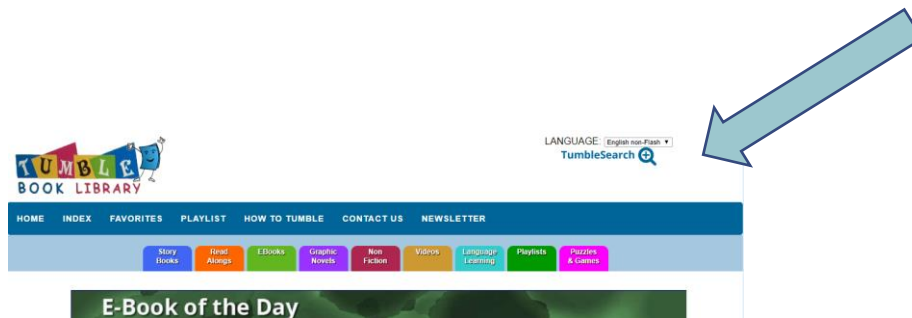 LANGUAGE: English non-Flash
TumbleSearch
TUMBLE
BOOK LIBRARY
HOME INDEX FAVORITES PLAYLIST HOW TO TUMBLE CONTACT US NEWSLETTER
Story Books
Read Alongs
EBooks
Graphic Novels
Non Fiction
Videos
Language Learning
Playlists
Puzzles & Games
E-Book of the Day